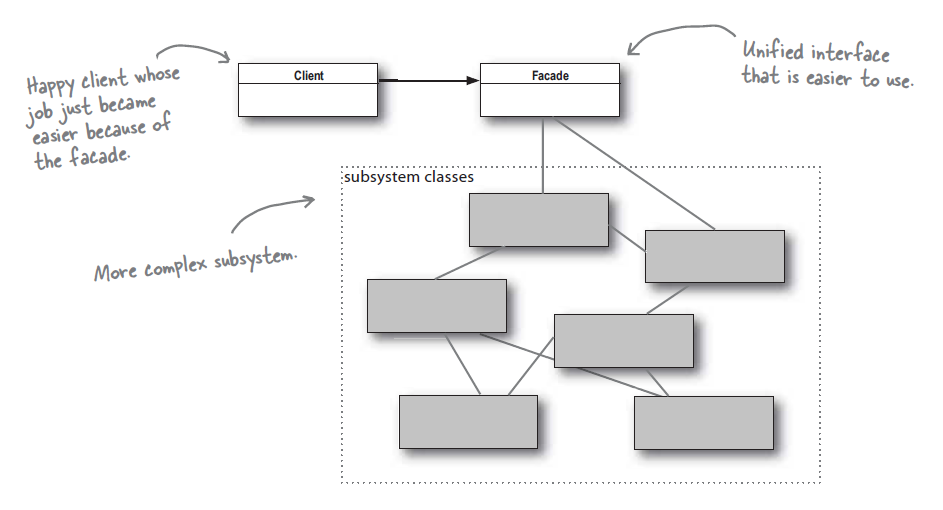 Client
Facade
Happy client whose
job just became
easier because of
the facade.
Unified interface
that is easier to use.
subsystem classes
More complex subsystem.